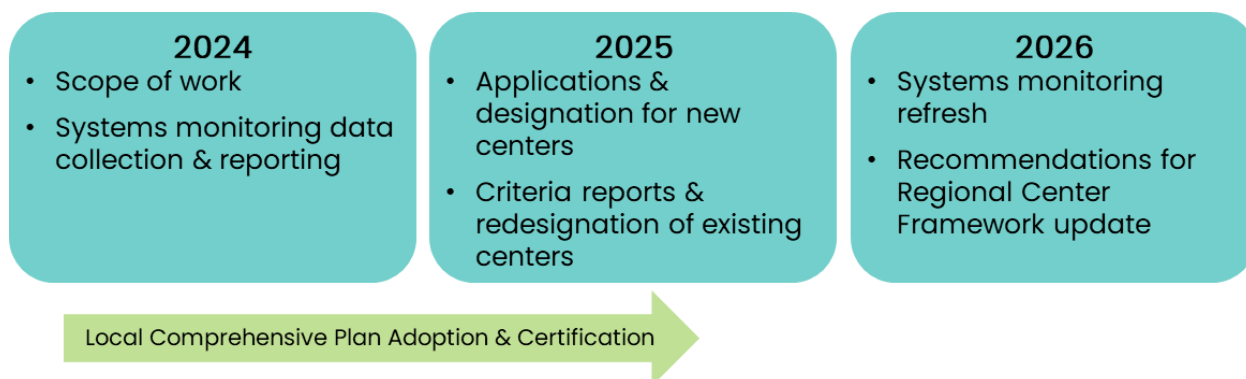 2024
• Scope of work
• Systems monitoring data
collection & reporting
2025
• Applications &
designation for new
centers
• Criteria reports &
redesignation of existing
centers
2026
• Systems monitoring
refresh
• Recommendations for
Regional Center
Framework update
Local Comprehensive Plan Adoption & Certification